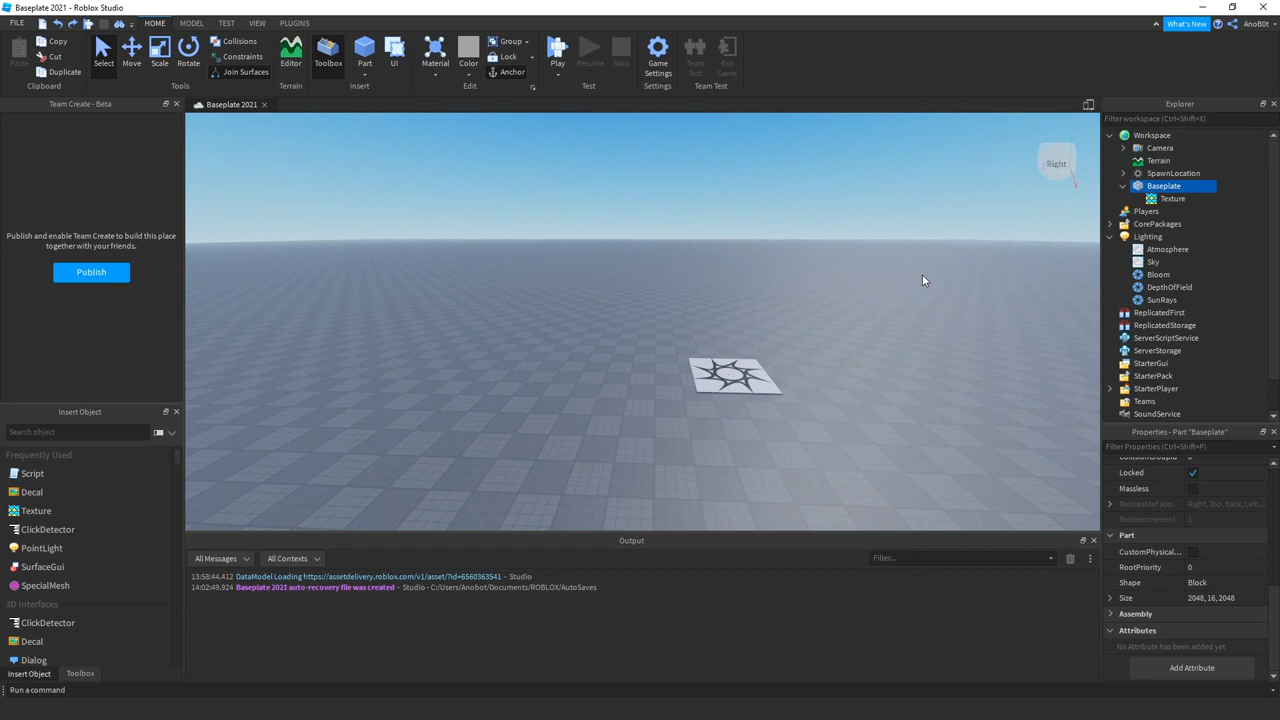 Baseplate 2021 - Roblox Studio
FILE HOME MODEL TEST VIEW PLUGINS What's New AnoB0t
Paste Copy Cut Duplicate Select Move Scale Rotate Collisions Constraints Join Surfaces Editor Toolbox Part UI Material Color Group Lock Anchor Play Resume Stop Game Settings Team Test Exit Game
Clipboard Tools Terrain Insert Edit Test Settings Team Test
Team Create - Beta
Publish and enable Team Create to build this place
together with your friends.
Publish
Insert Object
Search object
Frequently Used
Script
Decal
Texture
ClickDetector
PointLight
SurfaceGui
SpecialMesh
3D Interfaces
ClickDetector
Decal
Dialog
Insert Object Toolbox
Run a command
Baseplate 2021
Right
Output
All Messages All Contexts Filter...
13:58:44.412 DataModel Loading https://assetdelivery.roblox.com/v1/asset/?id=6560363541 - Studio
14:02:49.924 Baseplate 2021 auto-recovery file was created - Studio - C:/Users/Anobot/Documents/ROBLOX/AutoSaves
Explorer
Filter workspace (Ctrl+Shift+X)
Workspace
Camera
Terrain
SpawnLocation
Baseplate
Texture
Players
CorePackages
Lighting
Atmosphere
Sky
Bloom
DepthOfField
SunRays
ReplicatedFirst
ReplicatedStorage
ServerScriptService
ServerStorage
StarterGui
StarterPack
StarterPlayer
Teams
SoundService
Properties - Part "Baseplate"
Filter Properties (Ctrl+Shift+P)
Locked
Massless
ResizeableFaces Right, Top, Back, Left...
ResizeIncrement 1
Part
CustomPhysical...
RootPriority 0
Shape Block
Size 2048, 16, 2048
Assembly
Attributes
No Attribute has been added yet
Add Attribute